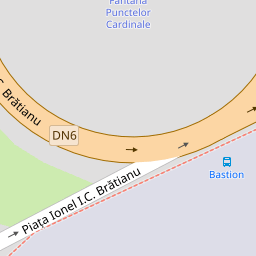 Fântâna
Punctelor
Cardinale
C. Brătianu
DN6
Bastion
Piața Ionel I.C. Brătianu